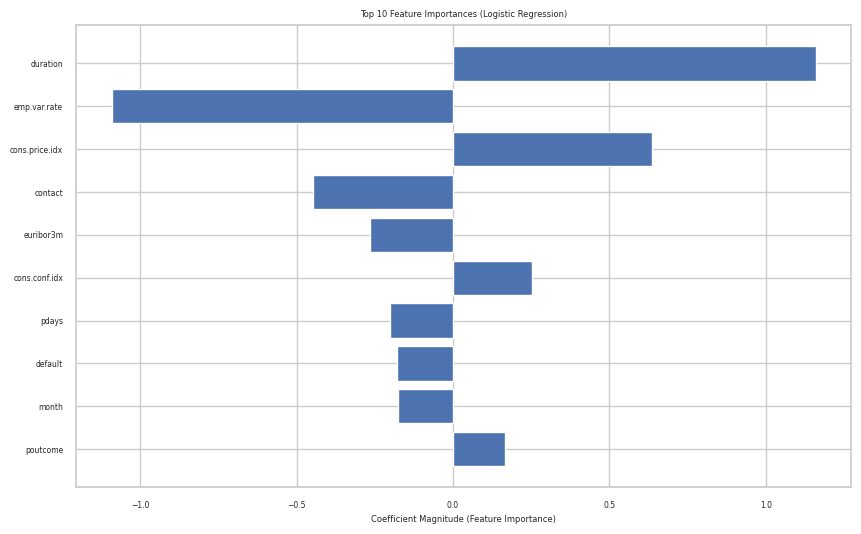 Top 10 Feature Importances (Logistic Regression)
duration
emp.var.rate
cons.price.idx
contact
euribor3m
cons.conf.idx
pdays
default
month
poutcome
−1.0 −0.5 0.0 0.5 1.0
Coefficient Magnitude (Feature Importance)